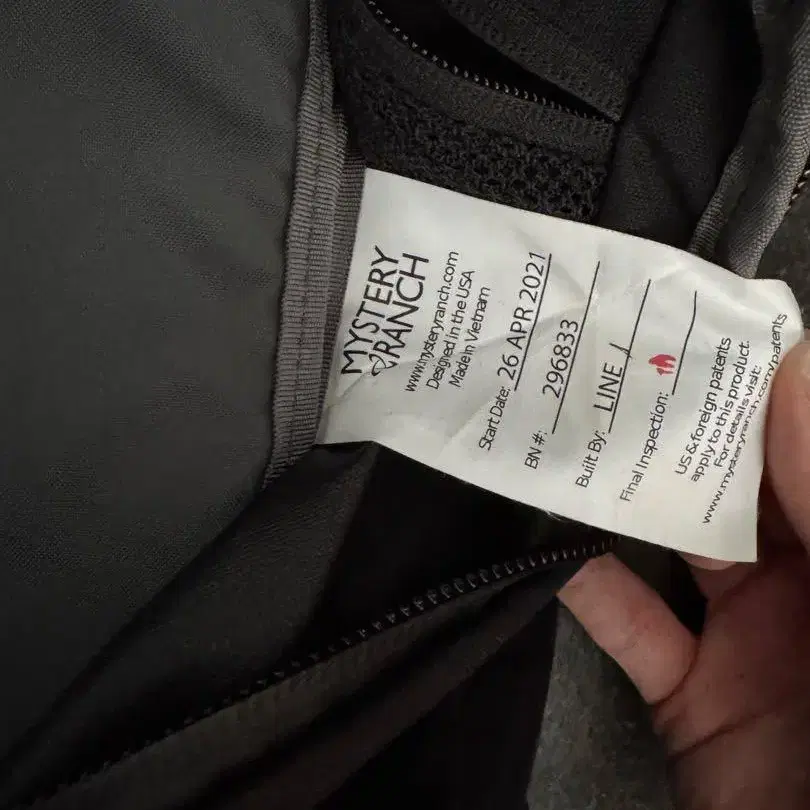 MYSTERY
RANCH
www.mysteryranch.com
Designed in the USA
Made in Vietnam
Start Date: 26 APR 2021
BN #: 296833
Built By: LINE 1
Final Inspection:
US & foreign patents
apply to this product.
For details visit:
www.mysteryranch.com/patents